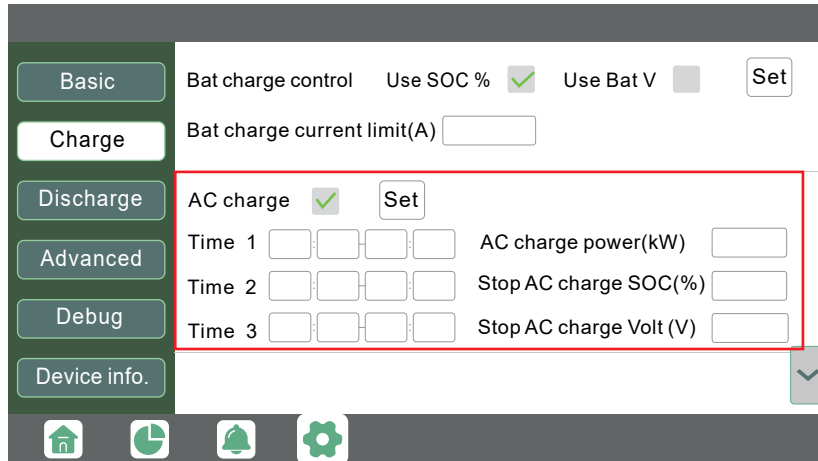 Basic
Charge
Discharge
Advanced
Debug
Device info.
Bat charge control Use SOC % Use Bat V Set
Bat charge current limit(A)
AC charge Set
Time 1 : - : AC charge power(kW)
Time 2 : - : Stop AC charge SOC(%)
Time 3 : - : Stop AC charge Volt (V)